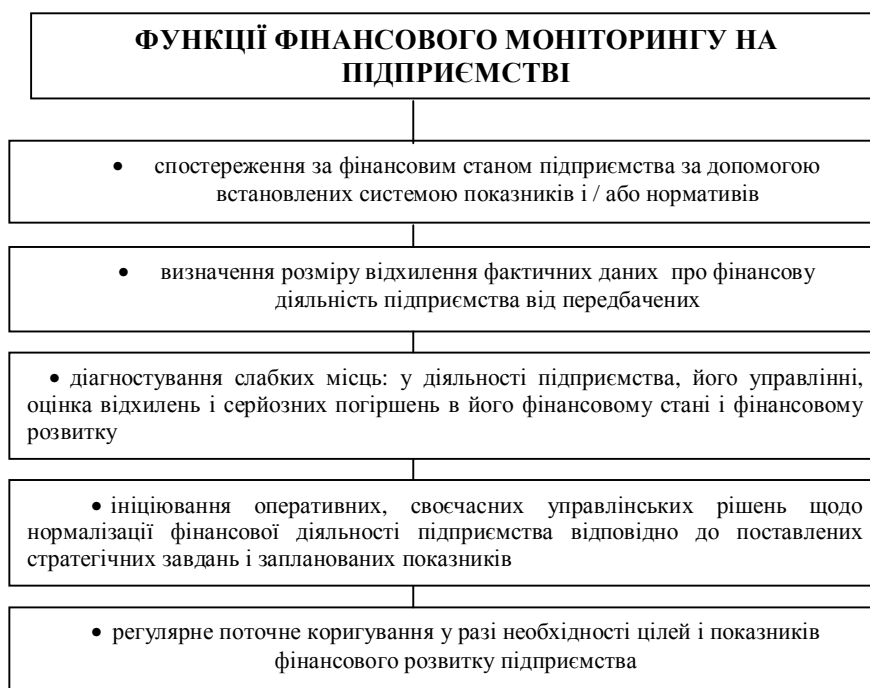 ФУНКЦІЇ ФІНАНСОВОГО МОНІТОРИНГУ НА
ПІДПРИЄМСТВІ
• спостереження за фінансовим станом підприємства за допомогою
встановлених системою показників і / або нормативів
• визначення розміру відхилення фактичних даних про фінансову
діяльність підприємства від передбачених
• діагностування слабких місць: у діяльності підприємства, його управлінні,
оцінка відхилень і серйозних погіршень в його фінансовому стані і фінансовому
розвитку
• ініціювання оперативних, своєчасних управлінських рішень щодо
нормалізації фінансової діяльності підприємства відповідно до поставлених
стратегічних завдань і запланованих показників
• регулярне поточне коригування у разі необхідності цілей і показників
фінансового розвитку підприємства